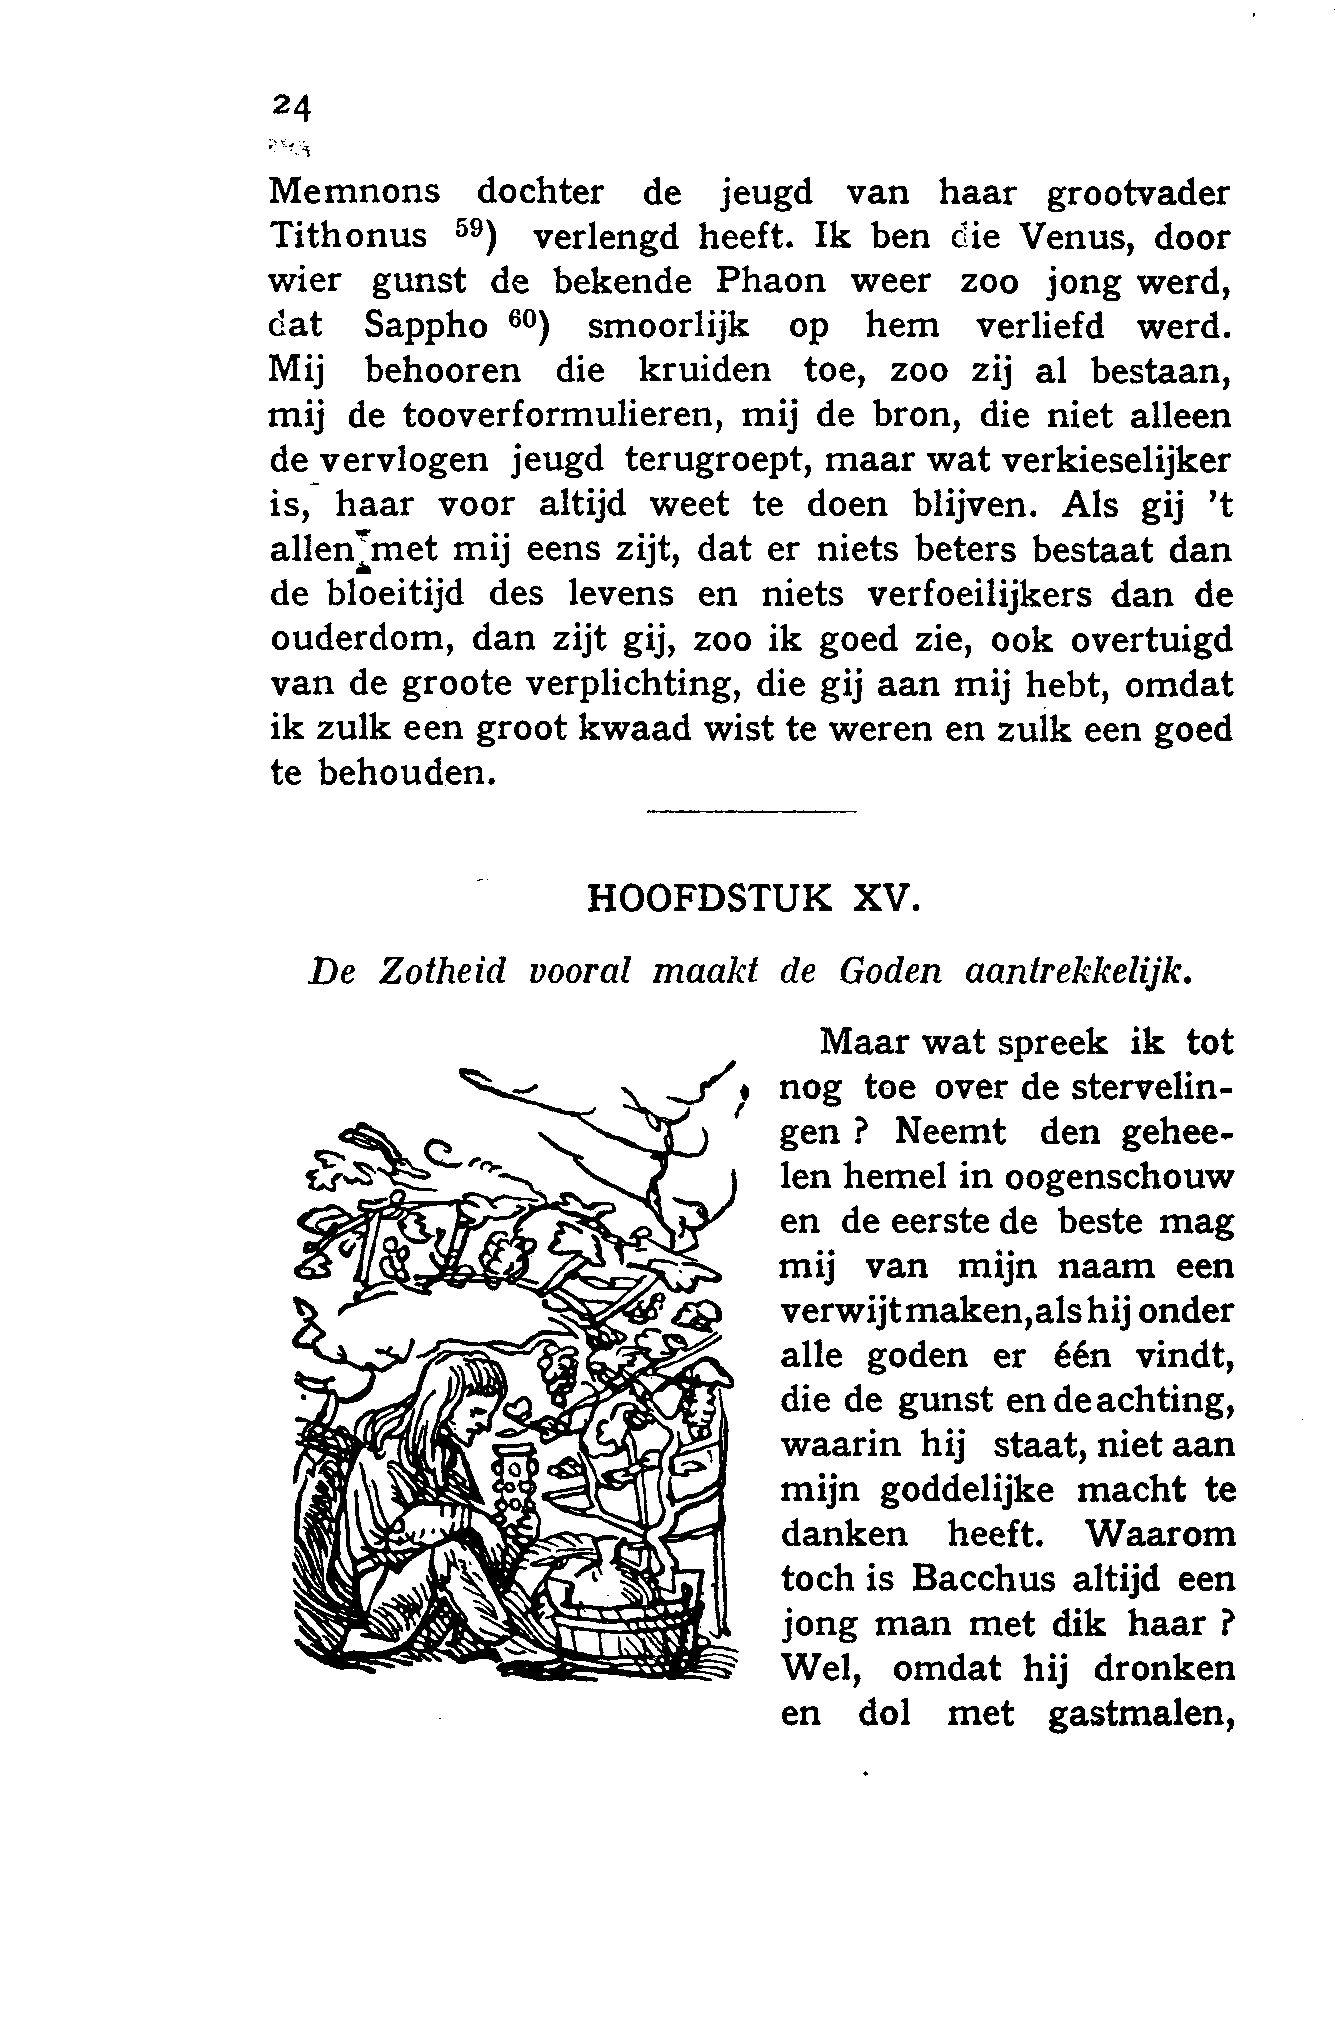 24
Memnons dochter de jeugd van haar grootvader
Tithonus 59) verlengd heeft. Ik ben die Venus, door
wier gunst de bekende Phaon weer zoo jong werd,
dat Sappho 60) smoorlijk op hem verliefd werd.
Mij behooren die kruiden toe, zoo zij al bestaan,
mij de tooverformulieren, mij de bron, die niet alleen
de vervlogen jeugd terugroept, maar wat verkieselijker
is, haar voor altijd weet te doen blijven. Als gij 't
allen met mij eens zijt, dat er niets beters bestaat dan
de bloeitijd des levens en niets verfoeilijkers dan de
ouderdom, dan zijt gij, zoo ik goed zie, ook overtuigd
van de groote verplichting, die gij aan mij hebt, omdat
ik zulk een groot kwaad wist te weren en zulk een goed
te behouden.
HOOFDSTUK XV.
De Zotheid vooral maakt de Goden aantrekkelijk.
Maar wat spreek ik tot
nog toe over de stervelin-
gen ? Neemt den gehee-
len hemel in oogenschouw
en de eerste de beste mag
mij van mijn naam een
verwijt maken, als hij onder
alle goden er één vindt,
die de gunst en de achting,
waarin hij staat, niet aan
mijn goddelijke macht te
danken heeft. Waarom
toch is Bacchus altijd een
jong man met dik haar ?
Wel, omdat hij dronken
en dol met gastmalen,